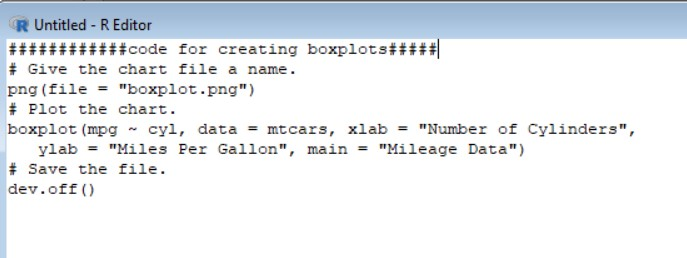 Untitled - R Editor
############code for creating boxplots#####
# Give the chart file a name.
png(file = "boxplot.png")
# Plot the chart.
boxplot(mpg ~ cyl, data = mtcars, xlab = "Number of Cylinders",
   ylab = "Miles Per Gallon", main = "Mileage Data")
# Save the file.
dev.off()